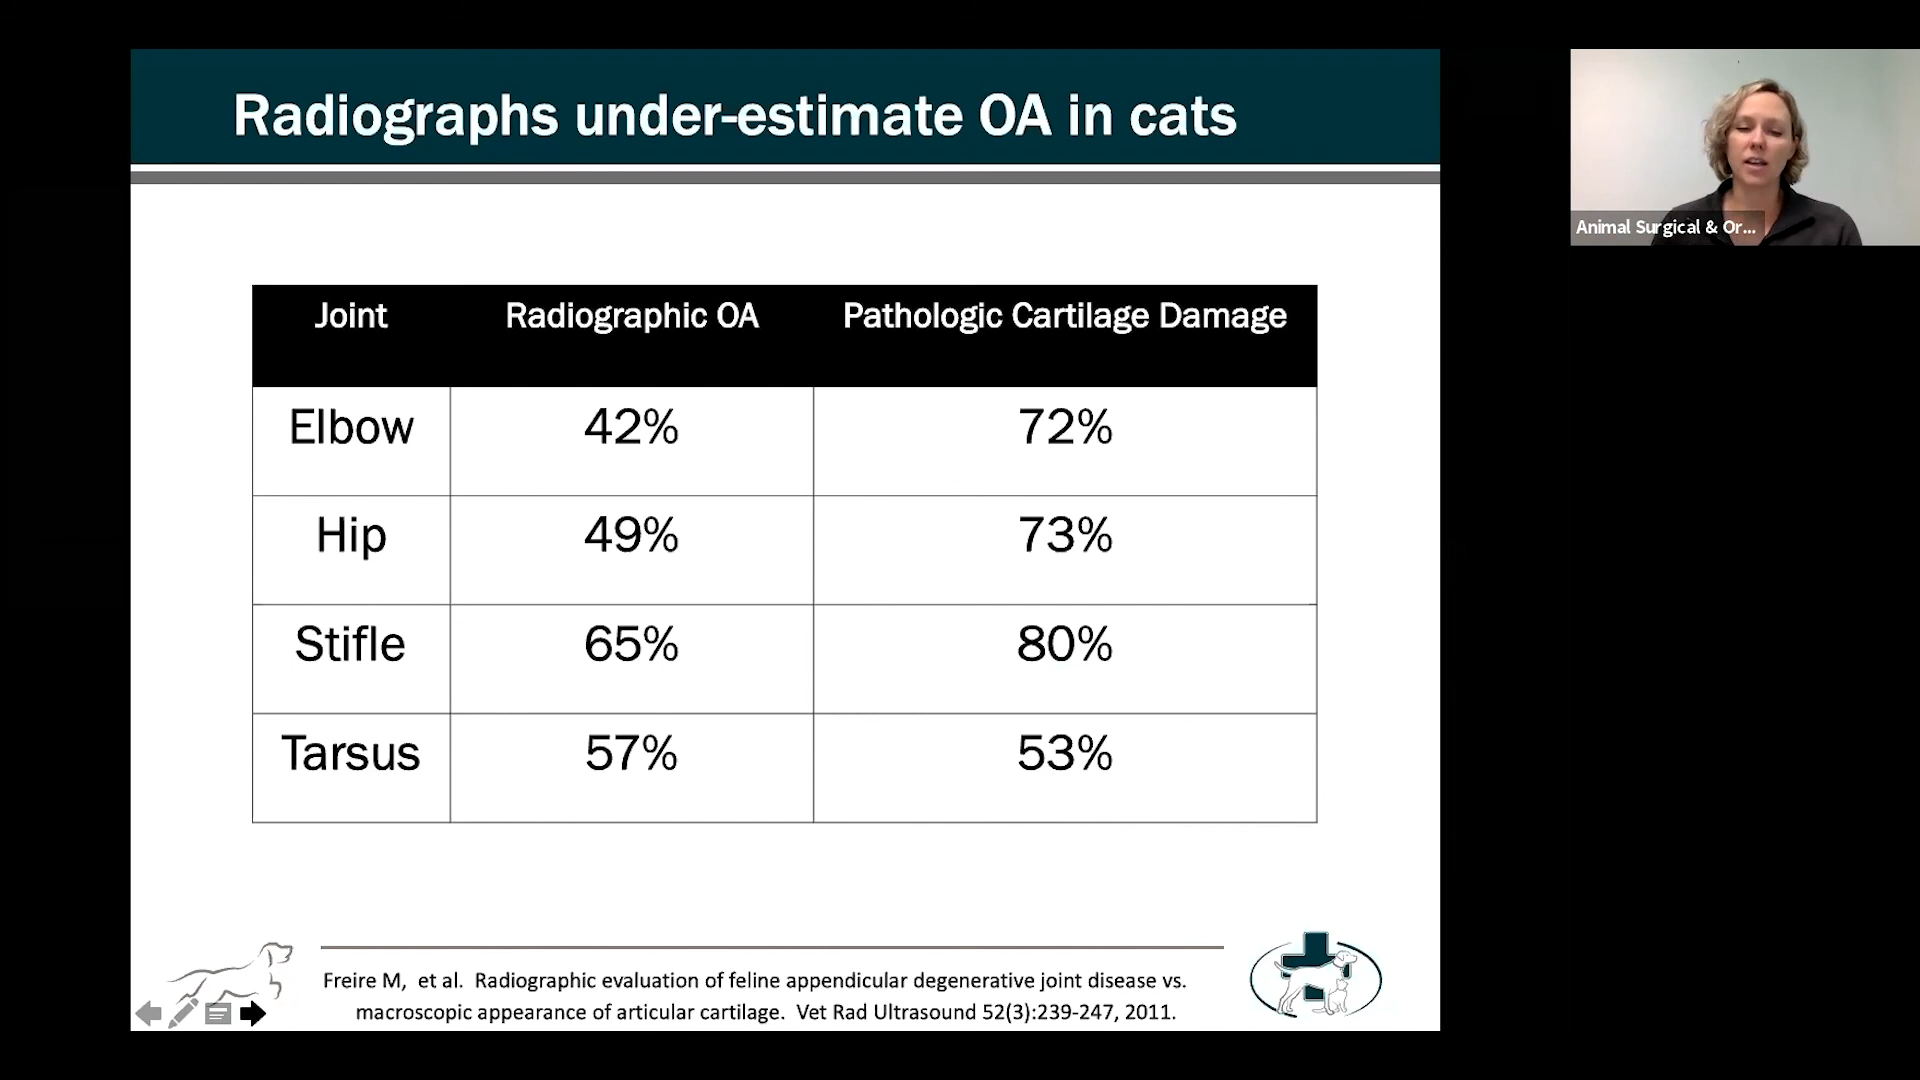 Radiographs under-estimate OA in cats
Animal Surgical & Or...
Joint Radiographic OA Pathologic Cartilage Damage
Elbow 42% 72%
Hip 49% 73%
Stifle 65% 80%
Tarsus 57% 53%
Freire M, et al. Radiographic evaluation of feline appendicular degenerative joint disease vs.
macroscopic appearance of articular cartilage. Vet Rad Ultrasound 52(3):239-247, 2011.